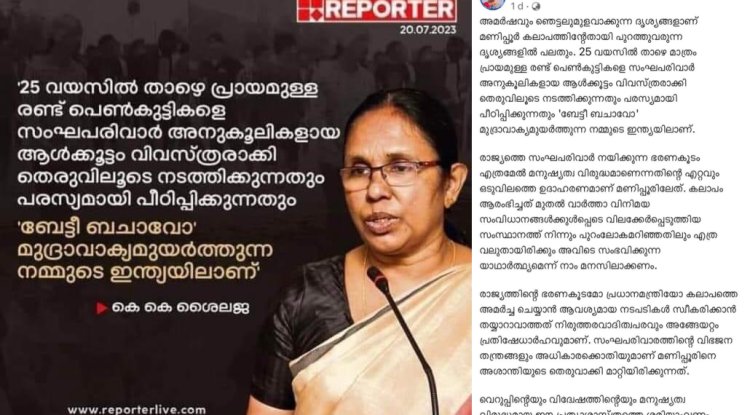 REPORTER
20.07.2023
'25 വയസിൽ താഴെ പ്രായമുള്ള
രണ്ട് പെൺകുട്ടികളെ
സംഘപരിവാർ അനുകൂലികളായ
ആൾക്കൂട്ടം വിവസ്ത്രരാക്കി
തെരുവിലൂടെ നടത്തിക്കുന്നതും
പരസ്യമായി പീഠിപ്പിക്കുന്നതും
'ബേട്ടീ ബചാവോ'
മുദ്രാവാക്യമുയർത്തുന്ന
നമ്മുടെ ഇന്ത്യയിലാണ്'
കെ കെ ശൈലജ
www.reporterlive.com
1 d
അമർഷവും ഞെട്ടലുമുളവാക്കുന്ന ദൃശ്യങ്ങളാണ്
മണിപ്പൂർ കലാപത്തിന്റേതായി പുറത്തുവരുന്ന
ദൃശ്യങ്ങളിൽ പലതും. 25 വയസിൽ താഴെ മാത്രം
പ്രായമുള്ള രണ്ട് പെൺകുട്ടികളെ സംഘപരിവാർ
അനുകൂലികളായ ആൾക്കൂട്ടം വിവസ്ത്രരാക്കി
തെരുവിലൂടെ നടത്തിക്കുന്നതും പരസ്യമായി
പീഠിപ്പിക്കുന്നതും 'ബേട്ടീ ബചാവോ'
മുദ്രാവാക്യമുയർത്തുന്ന നമ്മുടെ ഇന്ത്യയിലാണ്.
രാജ്യത്തെ സംഘപരിവാർ നയിക്കുന്ന ഭരണകൂടം
എത്രമേൽ മനുഷ്യത്വ വിരുദ്ധമാണെന്നതിന്റെ ഏറ്റവും
ഒടുവിലത്തെ ഉദാഹരണമാണ് മണിപ്പൂരിലേത്. കലാപം
ആരംഭിച്ചത് മുതൽ വാർത്താ വിനിമയ
സംവിധാനങ്ങൾക്കുൾപ്പെടെ വിലക്കേർപ്പെടുത്തിയ
സംസ്ഥാനത്ത് നിന്നും പുറംലോകമറിഞ്ഞതിലും എത്ര
വലുതായിരിക്കും അവിടെ സംഭവിക്കുന്ന
യാഥാർത്ഥ്യമെന്ന് നാം മനസിലാക്കണം.
രാജ്യത്തിന്റെ ഭരണകൂടമോ പ്രധാനമന്ത്രിയോ കലാപത്തെ
അമർച്ച ചെയ്യാൻ ആവശ്യമായ നടപടികൾ സ്വീകരിക്കാൻ
തയ്യാറാവാത്തത് നിരുത്തരവാദിത്വപരവും അങ്ങേയറ്റം
പ്രതിഷേധാർഹവുമാണ്. സംഘപരിവാരത്തിന്റെ വിഭജന
തന്ത്രങ്ങളും അധികാരക്കൊതിയുമാണ് മണിപ്പൂരിനെ
അശാന്തിയുടെ തെരുവാക്കി മാറ്റിയിരിക്കുന്നത്.
വെറുപ്പിന്റെയും വിദ്വേഷത്തിന്റെയും മനുഷ്യത്വ